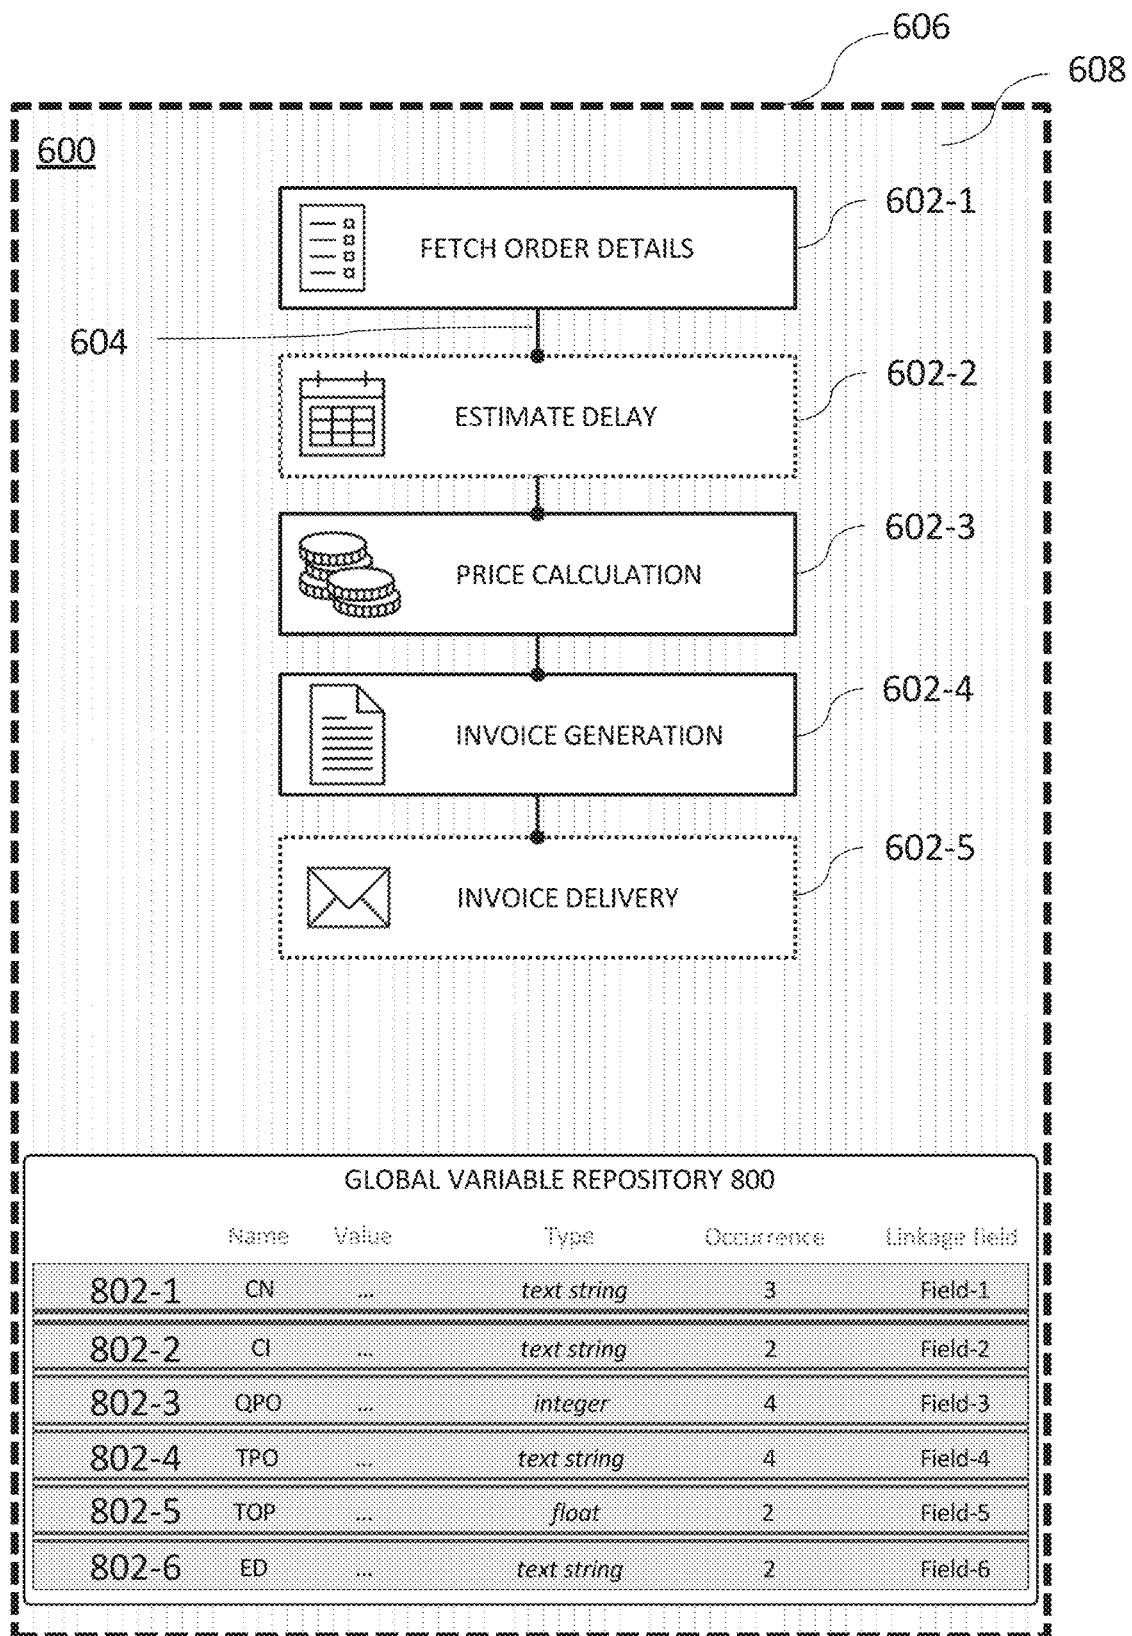 606
608
600
602-1
FETCH ORDER DETAILS
604
602-2
ESTIMATE DELAY
602-3
PRICE CALCULATION
602-4
INVOICE GENERATION
602-5
INVOICE DELIVERY
GLOBAL VARIABLE REPOSITORY 800
Name Value Type Occurrence Linkage field
802-1 CN ... text string 3 Field-1
802-2 CI ... text string 2 Field-2
802-3 QPO ... integer 4 Field-3
802-4 TPO ... text string 4 Field-4
802-5 TOP ... float 2 Field-5
802-6 ED ... text string 2 Field-6